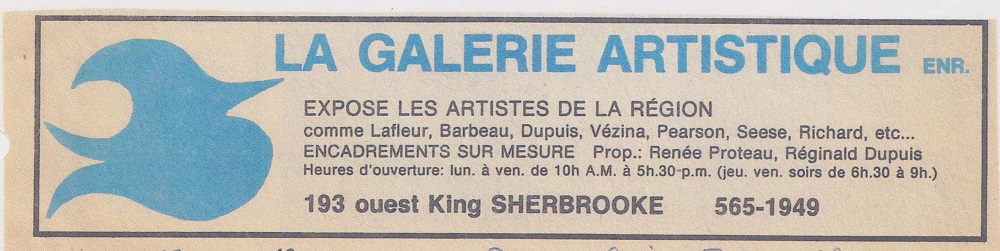 LA GALERIE ARTISTIQUE ENR.
EXPOSE LES ARTISTES DE LA RÉGION
comme Lafleur, Barbeau, Dupuis, Vézina, Pearson, Seese, Richard, etc...
ENCADREMENTS SUR MESURE Prop.: Renée Proteau, Réginald Dupuis
Heures d'ouverture: lun. à ven. de 10h A.M. à 5h.30-p.m. (jeu. ven. soirs de 6h.30 à 9h.)
193 ouest King SHERBROOKE 565-1949